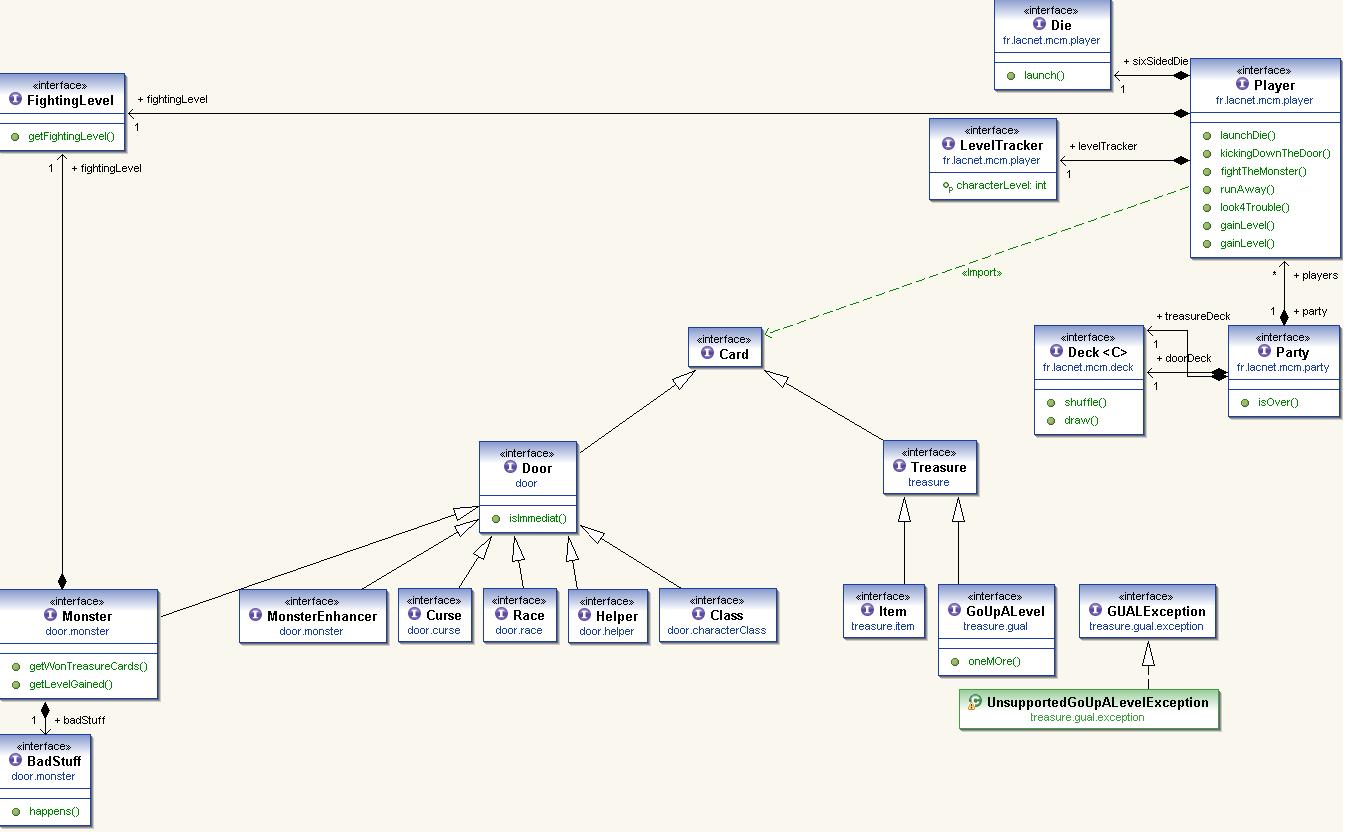 «interface»
Die
fr.lacnet.mcm.player
launch()
+ sixSidedDie
1
«interface»
Player
fr.lacnet.mcm.player
launchDie()
kickingDownTheDoor()
fightTheMonster()
runAway()
look4Trouble()
gainLevel()
gainLevel()
«interface»
FightingLevel
getFightingLevel()
+ fightingLevel
1
1
+ fightingLevel
«interface»
LevelTracker
fr.lacnet.mcm.player
characterLevel: int
+ levelTracker
1
«Import»
* + players
1 + party
«interface»
Card
«interface»
Deck <C>
fr.lacnet.mcm.deck
shuffle()
draw()
+ treasureDeck
1
+ doorDeck
1
«interface»
Party
fr.lacnet.mcm.party
isOver()
«interface»
Door
door
isImmediat()
«interface»
Treasure
treasure
«interface»
Monster
door.monster
getWonTreasureCards()
getLevelGained()
«interface»
MonsterEnhancer
door.monster
«interface»
Curse
door.curse
«interface»
Race
door.race
«interface»
Helper
door.helper
«interface»
Class
door.characterClass
«interface»
Item
treasure.item
«interface»
GoUpALevel
treasure.gual
oneMOre()
«interface»
GUALException
treasure.gual.exception
UnsupportedGoUpALevelException
treasure.gual.exception
1 + badStuff
«interface»
BadStuff
door.monster
happens()